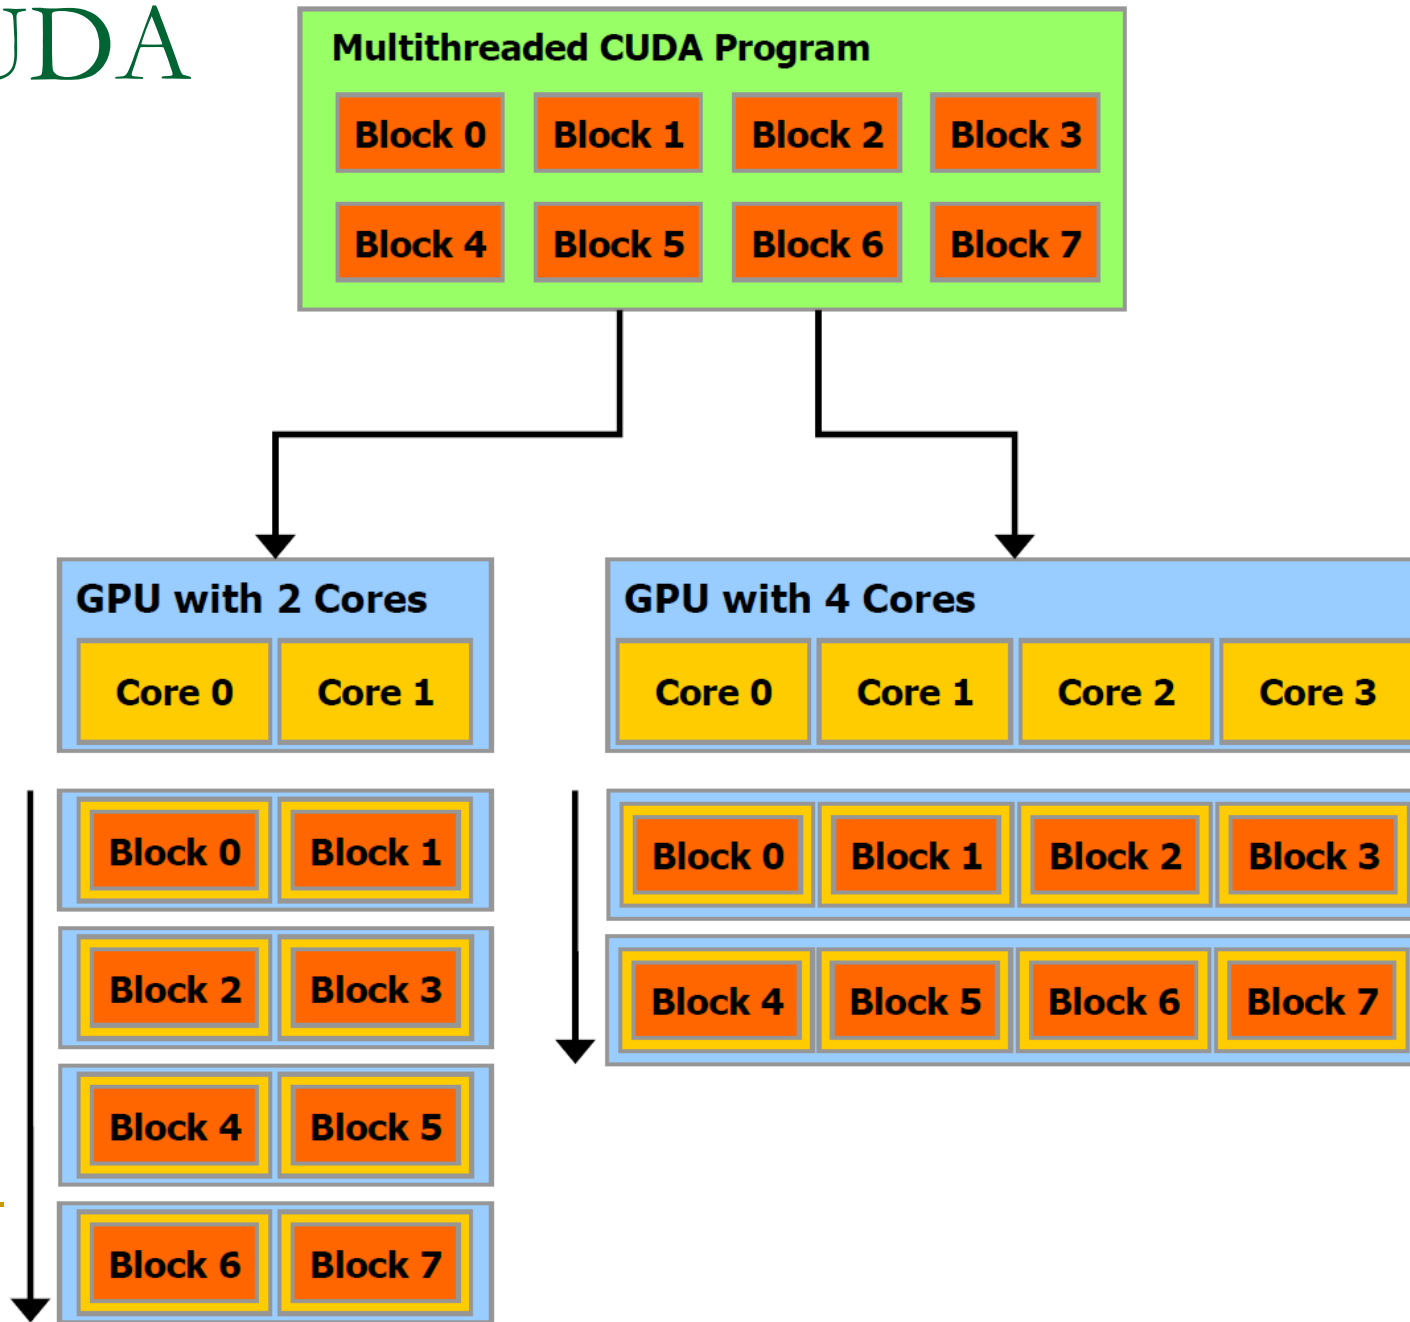 UDA
Multithreaded CUDA Program
Block 0 Block 1 Block 2 Block 3
Block 4 Block 5 Block 6 Block 7
GPU with 2 Cores
Core 0 Core 1
Block 0 Block 1
Block 2 Block 3
Block 4 Block 5
Block 6 Block 7
GPU with 4 Cores
Core 0 Core 1 Core 2 Core 3
Block 0 Block 1 Block 2 Block 3
Block 4 Block 5 Block 6 Block 7